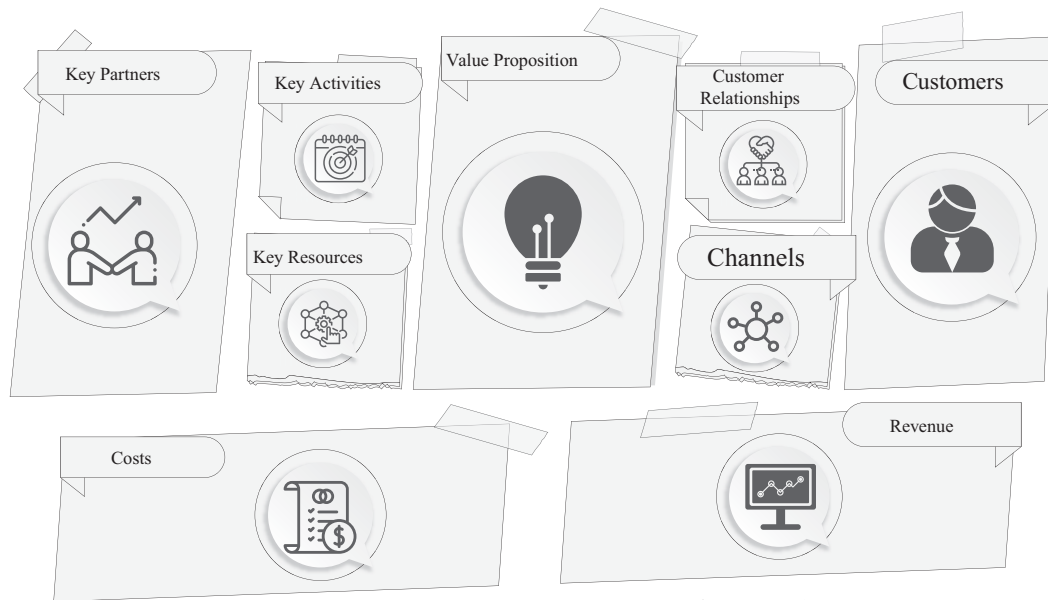 Key Partners
Key Activities
Value Proposition
Customer
Relationships
Customers
Key Resources
Channels
Costs
Revenue
$